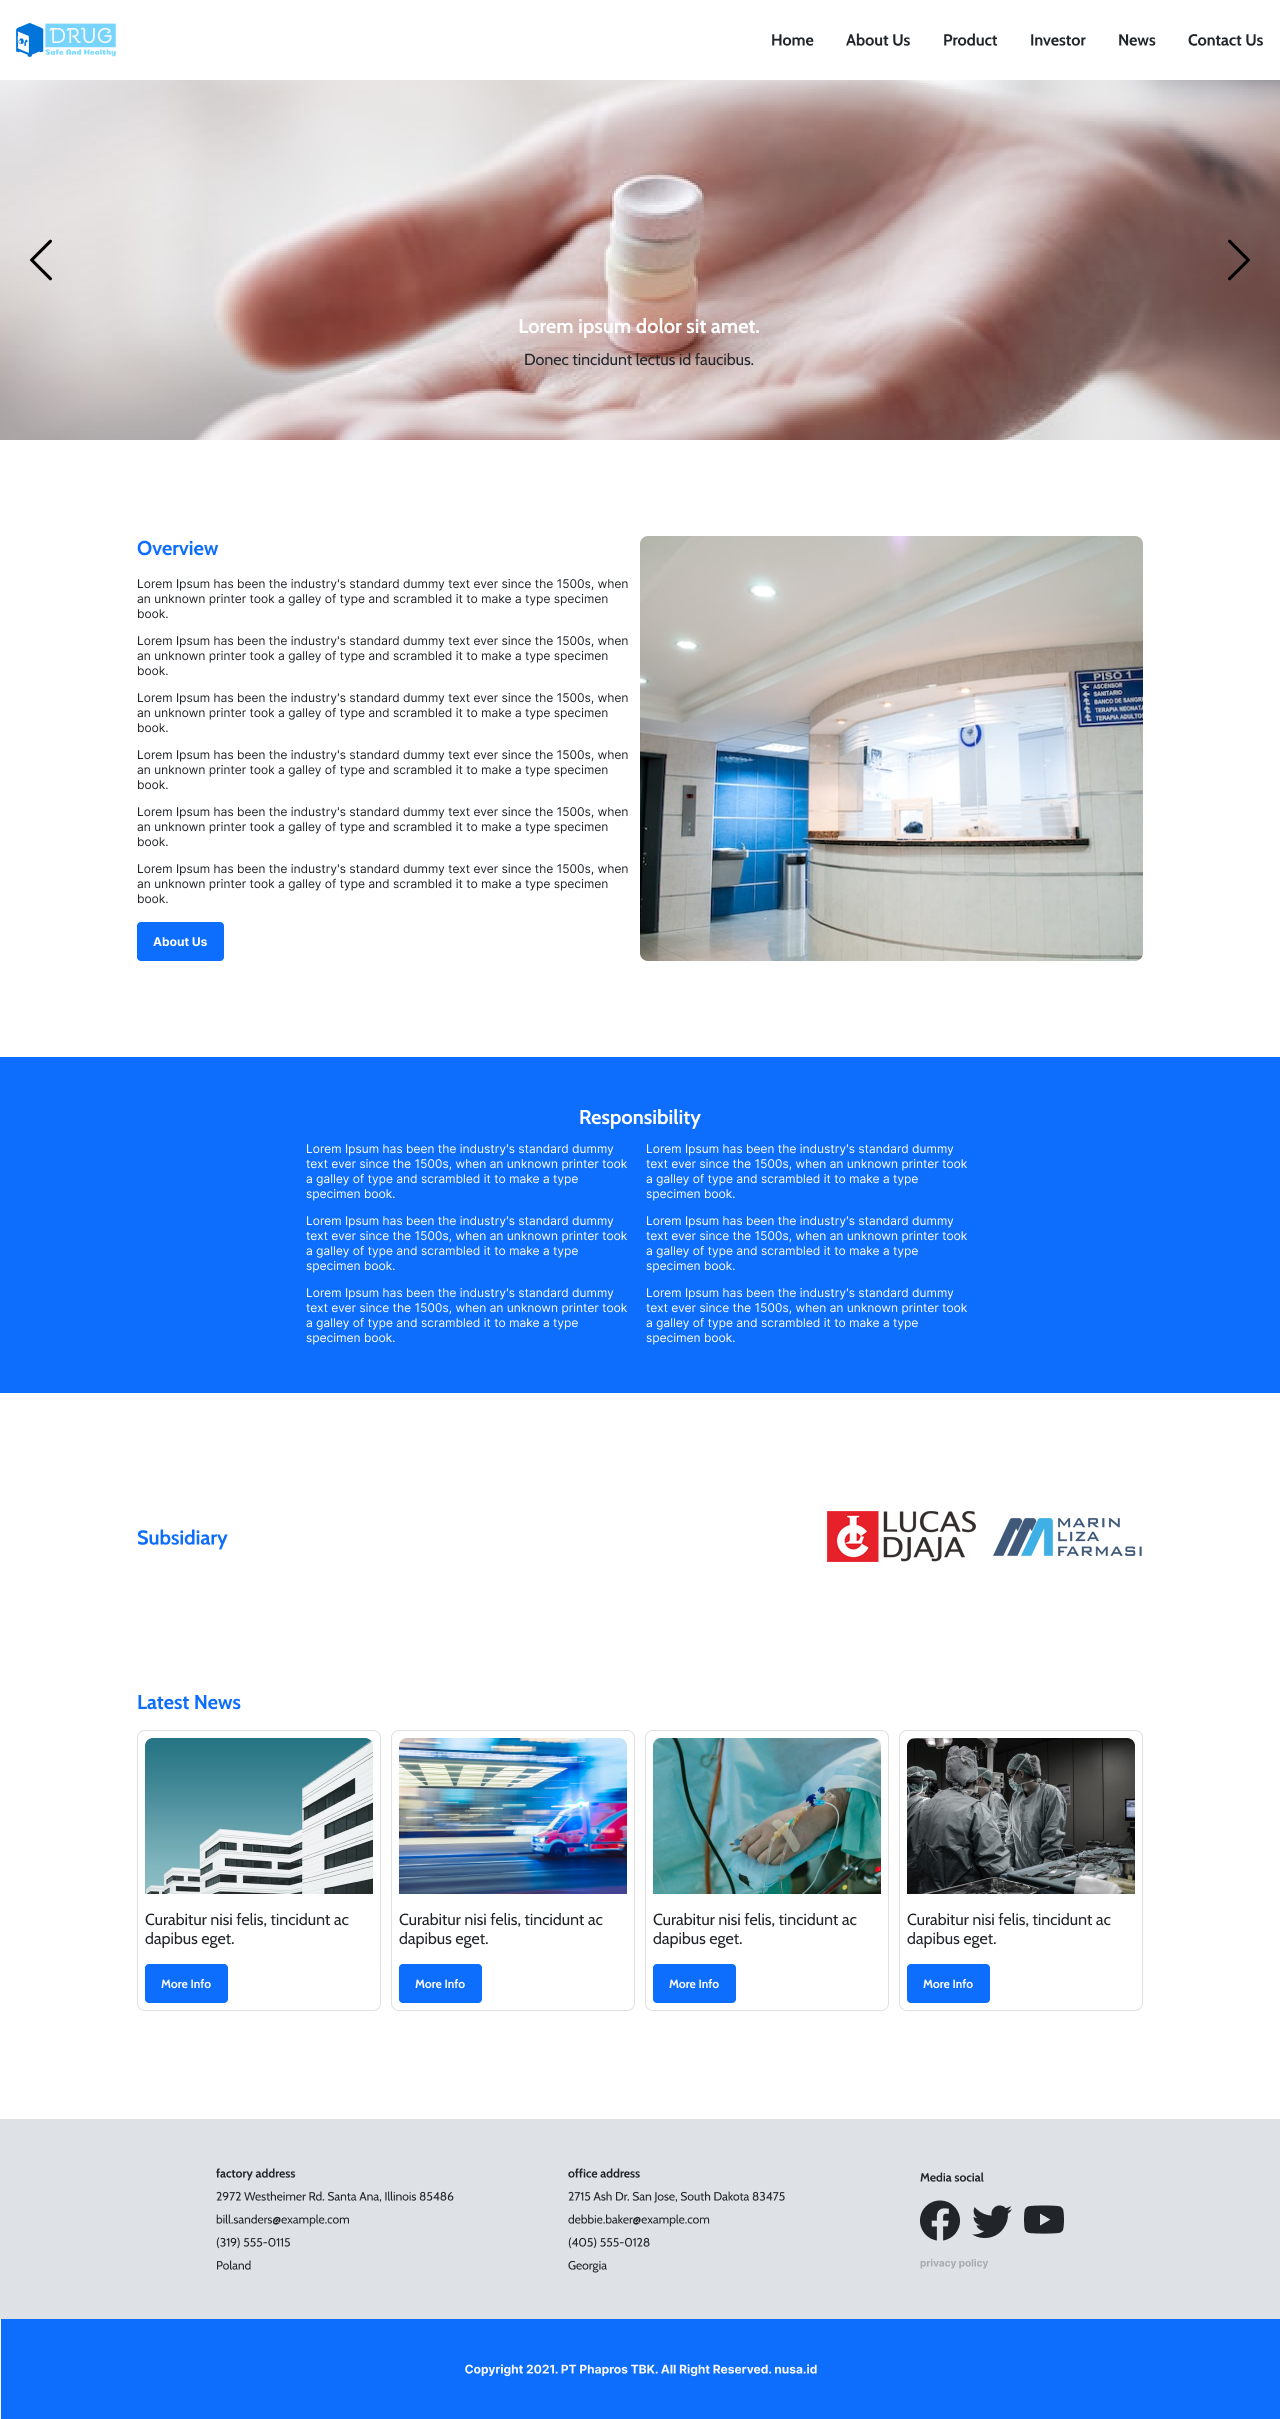 DRUG
Safe And Healthy
Home About Us Product Investor News Contact Us
Lorem ipsum dolor sit amet.
Donec tincidunt lectus id faucibus.
Overview
Lorem Ipsum has been the industry's standard dummy text ever since the 1500s, when
an unknown printer took a galley of type and scrambled it to make a type specimen
book.
Lorem Ipsum has been the industry's standard dummy text ever since the 1500s, when
an unknown printer took a galley of type and scrambled it to make a type specimen
book.
Lorem Ipsum has been the industry's standard dummy text ever since the 1500s, when
an unknown printer took a galley of type and scrambled it to make a type specimen
book.
Lorem Ipsum has been the industry's standard dummy text ever since the 1500s, when
an unknown printer took a galley of type and scrambled it to make a type specimen
book.
Lorem Ipsum has been the industry's standard dummy text ever since the 1500s, when
an unknown printer took a galley of type and scrambled it to make a type specimen
book.
Lorem Ipsum has been the industry's standard dummy text ever since the 1500s, when
an unknown printer took a galley of type and scrambled it to make a type specimen
book.
About Us
PISO 1
ASCENSOR
SANITARIO
BANCO DE SANGRE
TERAPIA NEONATA
TERAPIA ADULTO
Responsibility
Lorem Ipsum has been the industry's standard dummy
text ever since the 1500s, when an unknown printer took
a galley of type and scrambled it to make a type
specimen book.
Lorem Ipsum has been the industry's standard dummy
text ever since the 1500s, when an unknown printer took
a galley of type and scrambled it to make a type
specimen book.
Lorem Ipsum has been the industry's standard dummy
text ever since the 1500s, when an unknown printer took
a galley of type and scrambled it to make a type
specimen book.
Lorem Ipsum has been the industry's standard dummy
text ever since the 1500s, when an unknown printer took
a galley of type and scrambled it to make a type
specimen book.
Lorem Ipsum has been the industry's standard dummy
text ever since the 1500s, when an unknown printer took
a galley of type and scrambled it to make a type
specimen book.
Lorem Ipsum has been the industry's standard dummy
text ever since the 1500s, when an unknown printer took
a galley of type and scrambled it to make a type
specimen book.
Subsidiary
LUCAS
DJAJA
MARIN
LIZA
FARMASI
Latest News
Curabitur nisi felis, tincidunt ac
dapibus eget.
More Info
Curabitur nisi felis, tincidunt ac
dapibus eget.
More Info
Curabitur nisi felis, tincidunt ac
dapibus eget.
More Info
Curabitur nisi felis, tincidunt ac
dapibus eget.
More Info
factory address
2972 Westheimer Rd. Santa Ana, Illinois 85486
bill.sanders@example.com
(319) 555-0115
Poland
office address
2715 Ash Dr. San Jose, South Dakota 83475
debbie.baker@example.com
(405) 555-0128
Georgia
Media social
privacy policy
Copyright 2021. PT Phapros TBK. All Right Reserved. nusa.id